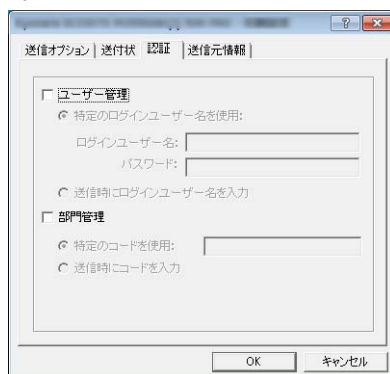 送信オプション 送付状 認証 送信元情報
ユーザー管理
特定のログインユーザー名を使用:
ログインユーザー名:
パスワード:
送信時にログインユーザー名を入力
部門管理
特定のコードを使用:
送信時にコードを入力
OK キャンセル